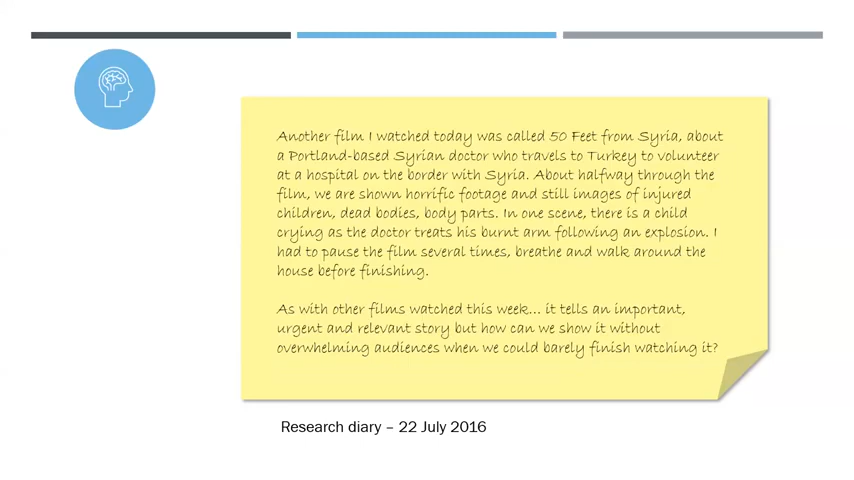 Another film I watched today was called 50 Feet from Syria, about
a Portland-based Syrian doctor who travels to Turkey to volunteer
at a hospital on the border with Syria. About halfway through the
film, we are shown horrific footage and still images of injured
children, dead bodies, body parts. In one scene, there is a child
crying as the doctor treats his burnt arm following an explosion. I
had to pause the film several times, breathe and walk around the
house before finishing.
As with other films watched this week... it tells an important,
urgent and relevant story but how can we show it without
overwhelming audiences when we could barely finish watching it?
Research diary – 22 July 2016